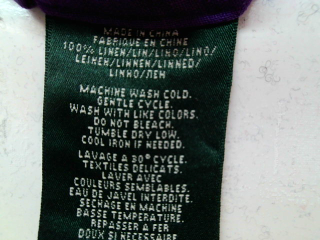 MADE IN CHINA
FABRIQUE EN CHINE
100% LINEN/LIN/LINO/LINO/
LEINEN/LINNEN/LINNED/
LINHO/ЛЕН
MACHINE WASH COLD.
GENTLE CYCLE.
WASH WITH LIKE COLORS.
DO NOT BLEACH.
TUMBLE DRY LOW.
COOL IRON IF NEEDED.
LAVAGE A 30° CYCLE.
TEXTILES DELICATS.
LAVER AVEC
COULEURS SEMBLABLES.
EAU DE JAVEL INTERDITE.
SECHAGE EN MACHINE
BASSE TEMPERATURE.
REPASSER A FER
DOUX SI NECESSAIRE